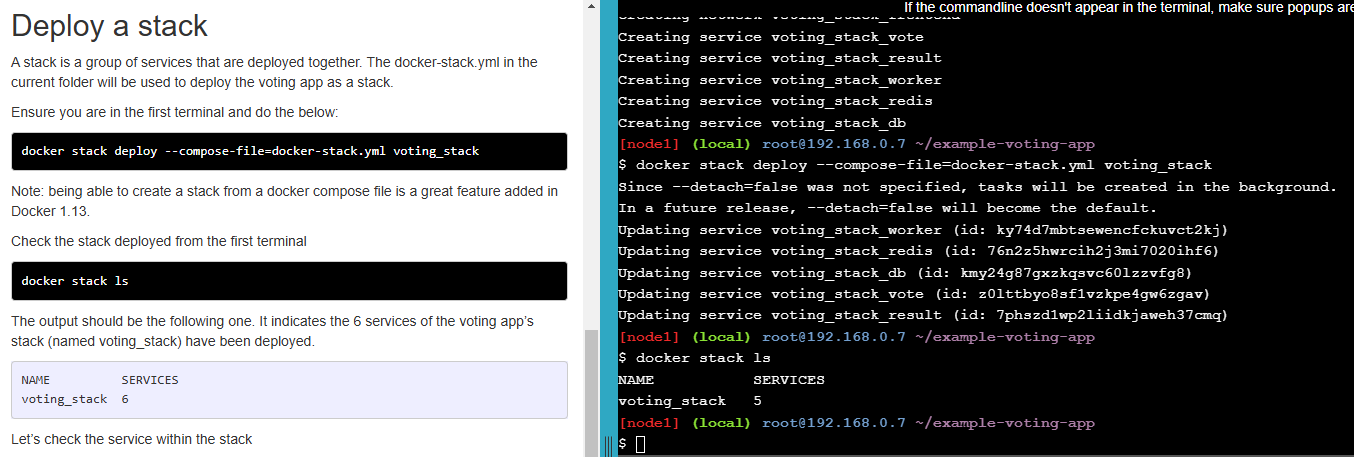 Deploy a stack
A stack is a group of services that are deployed together. The docker-stack.yml in the
current folder will be used to deploy the voting app as a stack.
Ensure you are in the first terminal and do the below:
docker stack deploy --compose-file=docker-stack.yml voting_stack
Note: being able to create a stack from a docker compose file is a great feature added in
Docker 1.13.
Check the stack deployed from the first terminal
docker stack ls
The output should be the following one. It indicates the 6 services of the voting app's
stack (named voting_stack) have been deployed.
NAME SERVICES
voting_stack 6
Let's check the service within the stack
If the commandline doesn't appear in the terminal, make sure popups are
Creating network voting_stack_frontend
Creating service voting_stack_vote
Creating service voting_stack_result
Creating service voting_stack_worker
Creating service voting_stack_redis
Creating service voting_stack_db
[node1] (local) root@192.168.0.7 ~/example-voting-app
$ docker stack deploy --compose-file=docker-stack.yml voting_stack
Since --detach=false was not specified, tasks will be created in the background.
In a future release, --detach=false will become the default.
Updating service voting_stack_worker (id: ky74d7mbtsewencfckuvct2kj)
Updating service voting_stack_redis (id: 76n2z5hwrcih2j3mi7020ihf6)
Updating service voting_stack_db (id: kmy24g87gxzkqsvc60lzzvfg8)
Updating service voting_stack_vote (id: z0lttbyo8sf1vzkpe4gw6zgav)
Updating service voting_stack_result (id: 7phszd1wp2liidkjaweh37cmq)
[node1] (local) root@192.168.0.7 ~/example-voting-app
$ docker stack ls
NAME SERVICES
voting_stack 5
[node1] (local) root@192.168.0.7 ~/example-voting-app
$